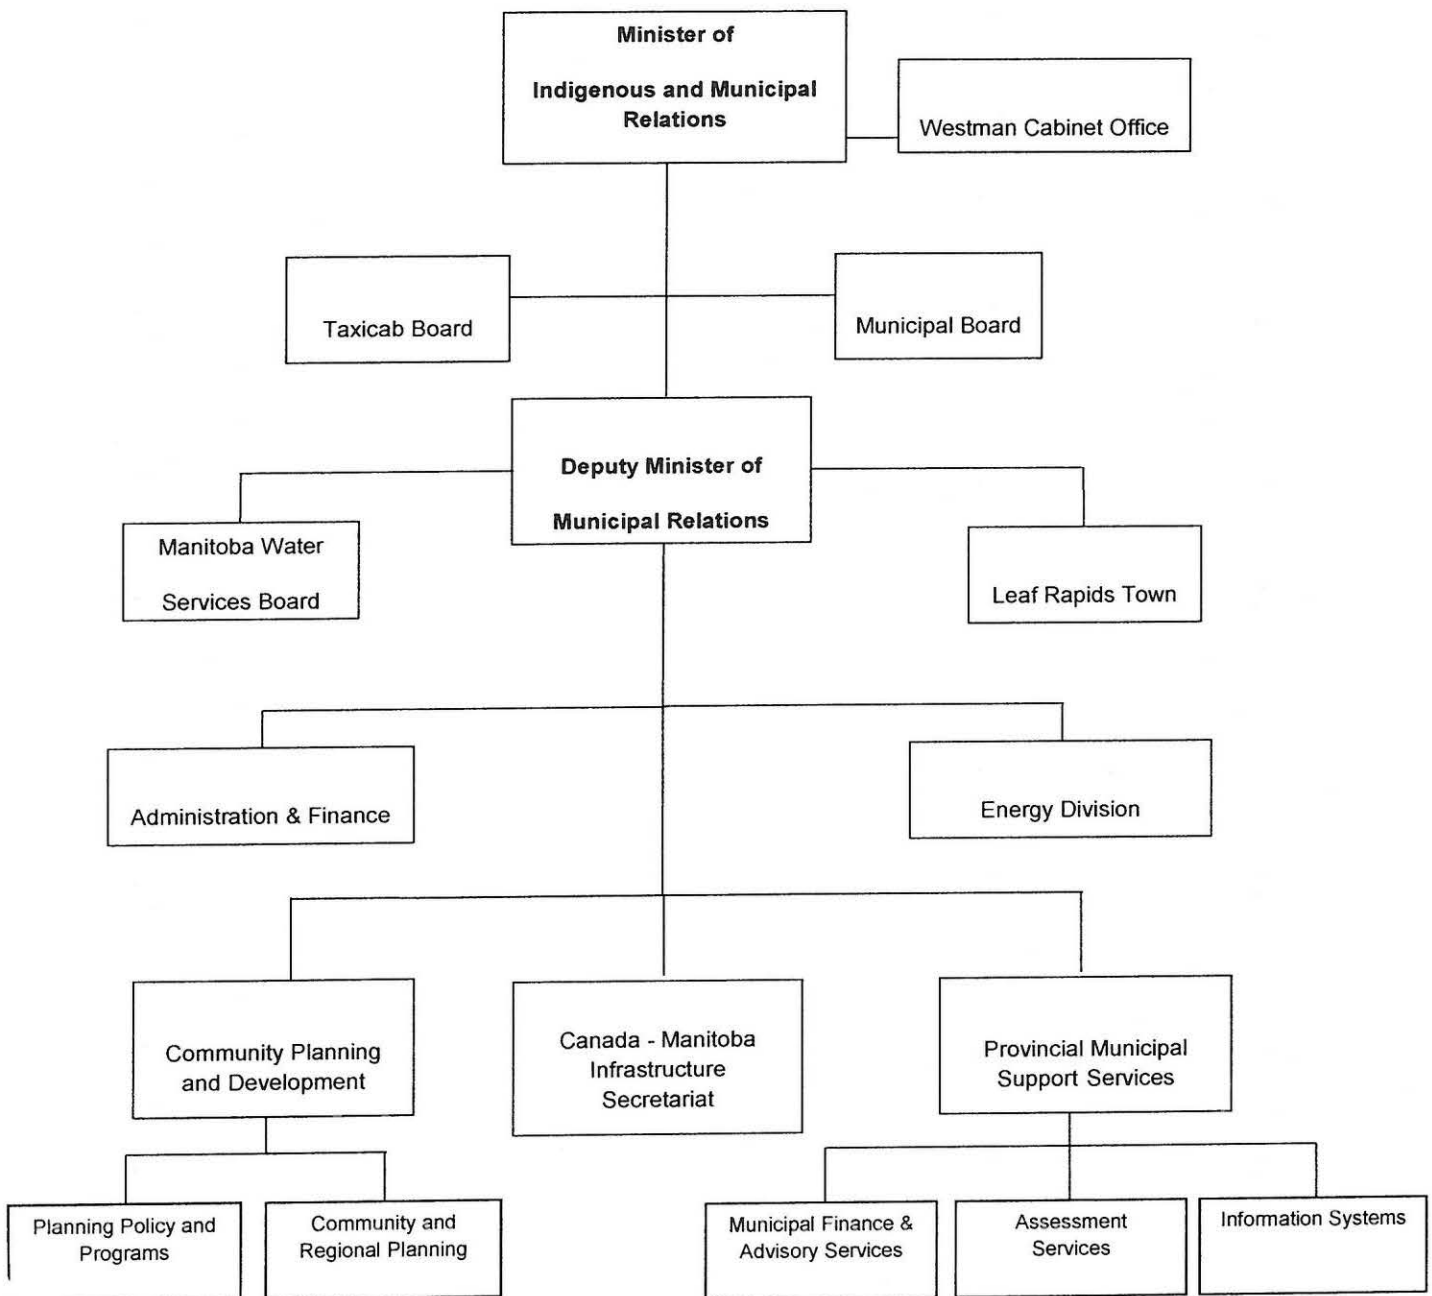 Minister of
Indigenous and Municipal
Relations
Westman Cabinet Office
Taxicab Board
Municipal Board
Deputy Minister of
Municipal Relations
Manitoba Water
Services Board
Leaf Rapids Town
Administration & Finance
Energy Division
Community Planning
and Development
Canada - Manitoba
Infrastructure
Secretariat
Provincial Municipal
Support Services
Planning Policy and
Programs
Community and
Regional Planning
Municipal Finance &
Advisory Services
Assessment
Services
Information Systems